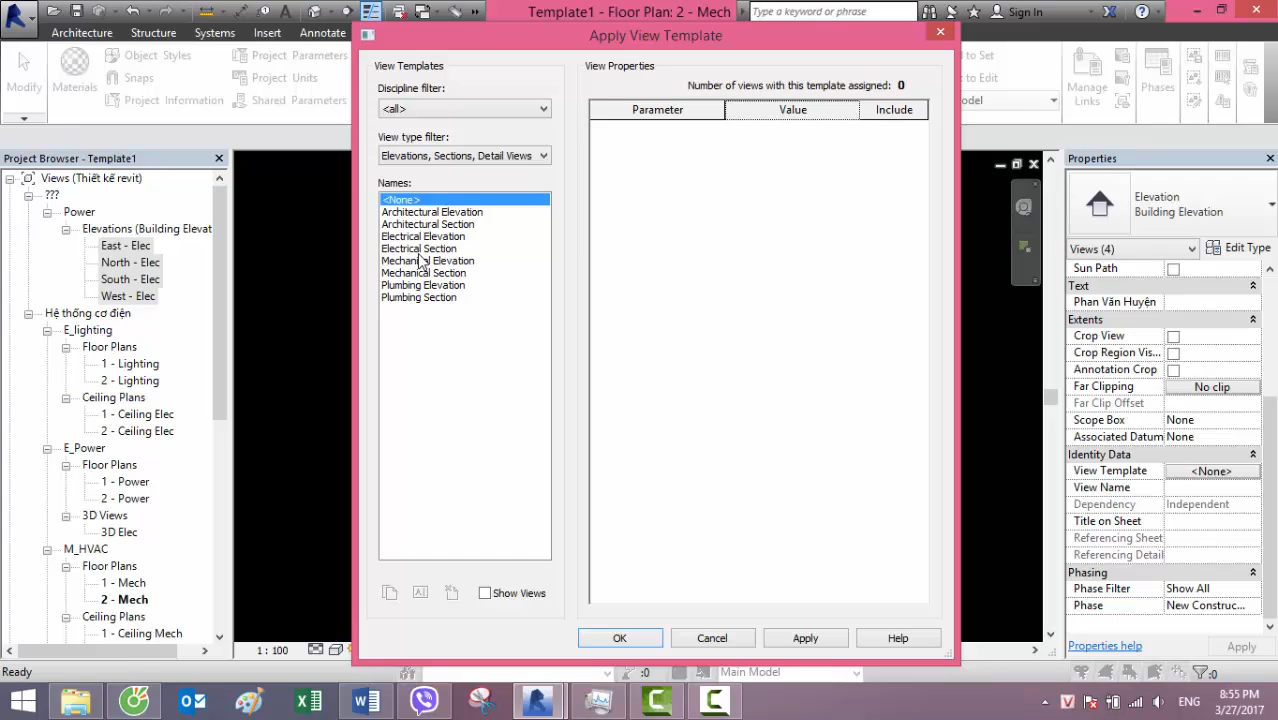 Template1 - Floor Plan: 2 - Mech
Type a keyword or phrase
Sign In
Architecture
Structure
Systems
Insert
Annotate
Modify
Materials
Object Styles
Snaps
Project Information
Project Parameters
Project Units
Shared Parameters
Manage
Links
Phases
Project Browser - Template1
Views (Thiết kế revit)
???
Power
Elevations (Building Elevat
East - Elec
North - Elec
South - Elec
West - Elec
Hệ thống cơ điện
E_lighting
Floor Plans
1 - Lighting
2 - Lighting
Ceiling Plans
1 - Ceiling Elec
2 - Ceiling Elec
E_Power
Floor Plans
1 - Power
2 - Power
3D Views
3D Elec
M_HVAC
Floor Plans
1 - Mech
2 - Mech
Ceiling Plans
1 - Ceiling Mech
Ready
1 : 100
Apply View Template
View Templates
Discipline filter:
<all>
View type filter:
Elevations, Sections, Detail Views
Names:
<None>
Architectural Elevation
Architectural Section
Electrical Elevation
Electrical Section
Mechanical Elevation
Mechanical Section
Plumbing Elevation
Plumbing Section
Show Views
View Properties
Number of views with this template assigned: 0
Parameter Value Include
OK
Cancel
Apply
Help
:0
Main Model
Properties
Elevation
Building Elevation
Views (4)
Edit Type
Sun Path
Text
Phan Văn Huyện
Extents
Crop View
Crop Region Vis...
Annotation Crop
Far Clipping No clip
Far Clip Offset
Scope Box None
Associated Datum None
Identity Data
View Template <None>
View Name
Dependency Independent
Title on Sheet
Referencing Sheet
Referencing Detail
Phasing
Phase Filter Show All
Phase New Construc...
Properties help
Apply
:0
ENG
8:55 PM
3/27/2017